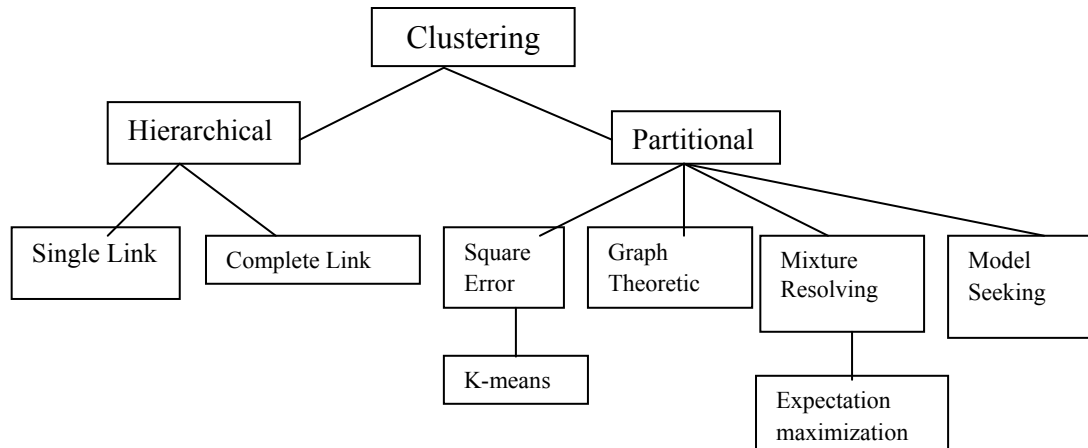 Clustering
Hierarchical
Partitional
Single Link
Complete Link
Square
Error
Graph
Theoretic
Mixture
Resolving
Model
Seeking
K-means
Expectation
maximization